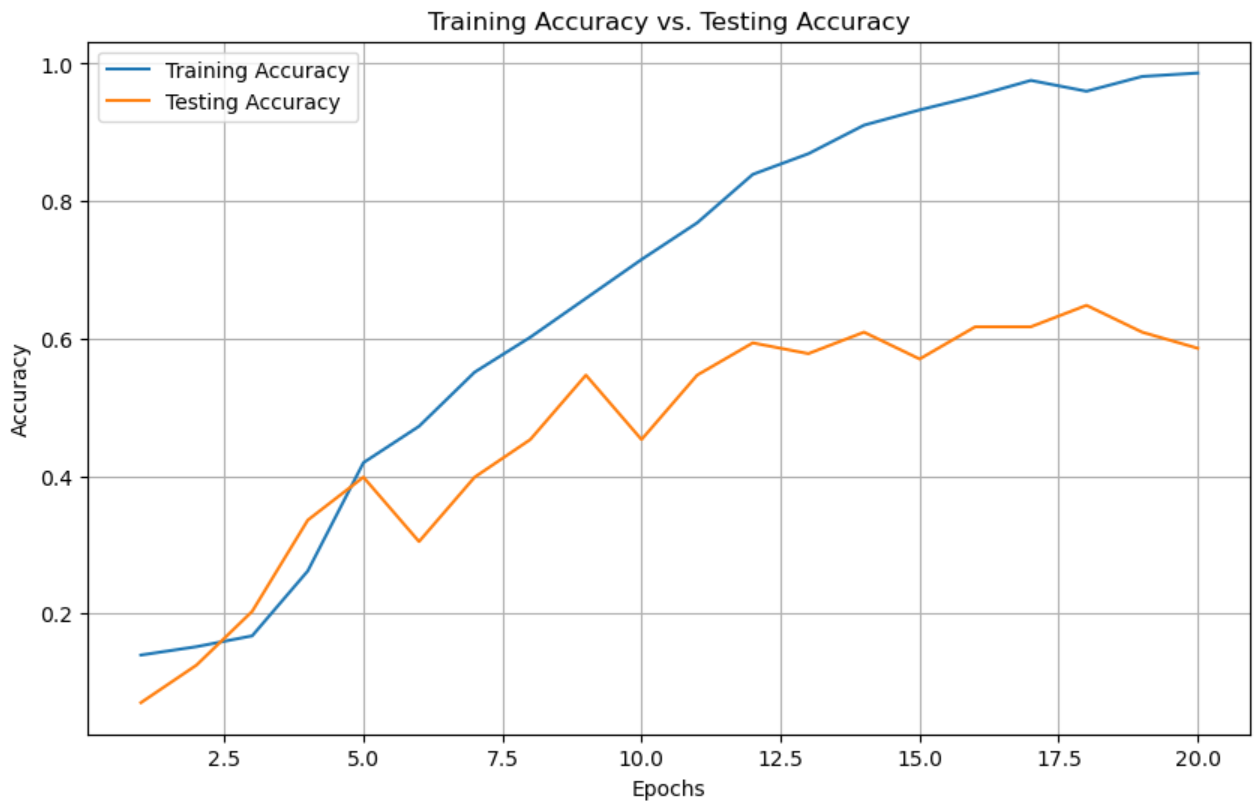 Training Accuracy vs. Testing Accuracy
Training Accuracy
Testing Accuracy
1.0
0.8
0.6
0.4
0.2
Accuracy
2.5 5.0 7.5 10.0 12.5 15.0 17.5 20.0
Epochs